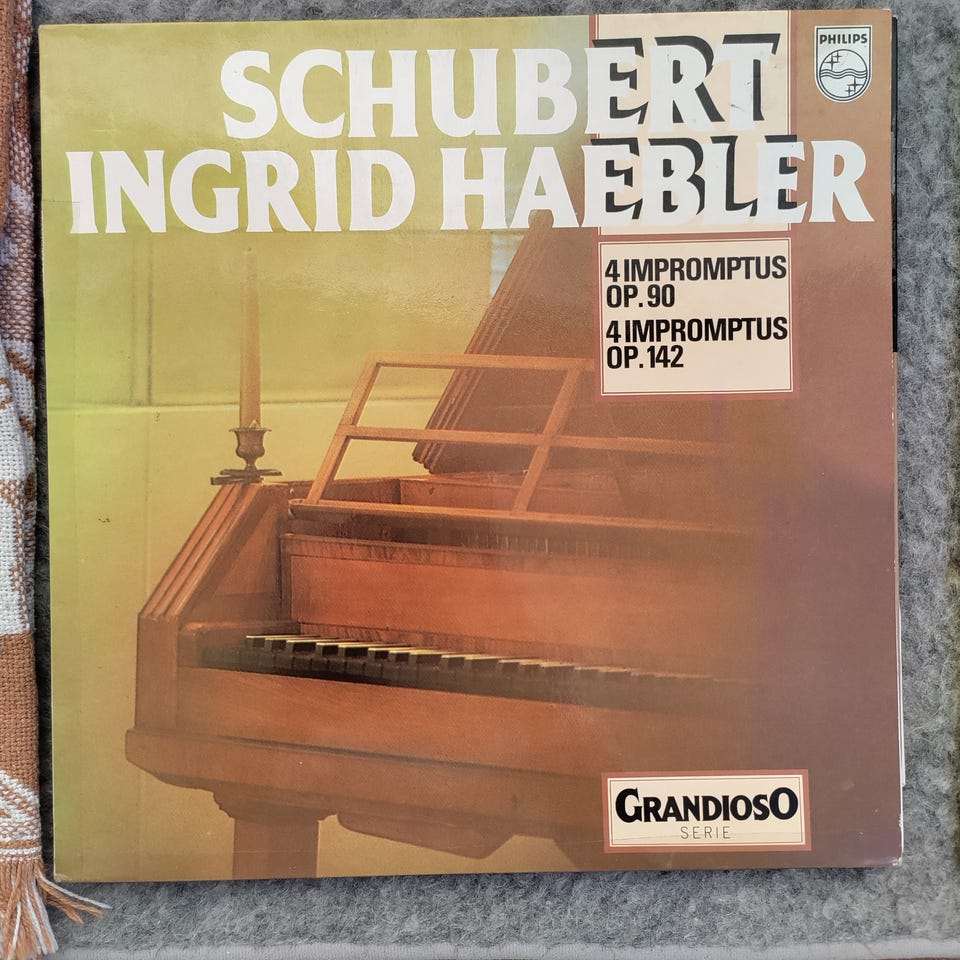 SCHUBERT
PHILIPS
INGRID HAEBLER
4 IMPROMPTUS
OP. 90
4 IMPROMPTUS
OP. 142
GRANDIOSO
SERIE